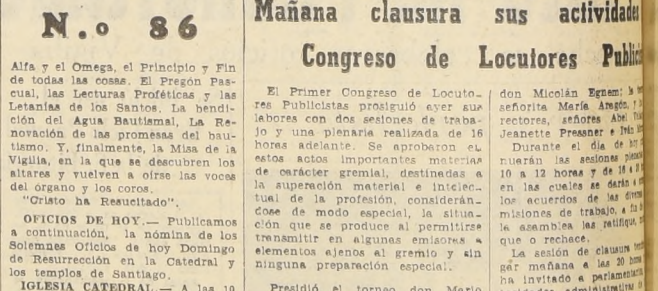 N.o 86
Alfa y el Omega, el Principio y Fin
de todas las cosas. El Pregón Pas-
cual, las Lecturas Proféticas y las
Letanías de los Santos. La bendi-
ción del Agua Bautismal, La Re-
novación de las promesas del bau-
tismo. Y, finalmente, la Misa de la
Vigilia, en la que se descubren los
altares y vuelven a oírse las voces
del órgano y los coros.
"Cristo ha Resucitado".
OFICIOS DE HOY.— Publicamos
a continuación, la nómina de los
Solemnes Oficios de hoy Domingo
de Resurrección en la Catedral y
los templos de Santiago.
IGLESIA CATEDRAL — A las 10
Mañana clausura sus actividades
Congreso de Locutores
El Primer Congreso de Locuto-
res Publicistas prosiguió ayer sus
labores con dos sesiones de traba-
jo y una plenaria realizada de 16
horas adelante. Se aprobaron en
estos actos importantes materias
de carácter gremial, destinadas a
la superación material e intelec-
tual de la profesión, considerán-
dose de modo especial, la situa-
ción que se produce al permitirse
transmitir en algunas emisoras a
elementos ajenos al gremio y sin
ninguna preparación especial.
Presidió el torneo don Mario
don Micolán Egnem; la
señorita María Aragón, y
rectores, señores Abel
Jeanette Pressner e Iván
Durante el día de hoy
nuarán las sesiones
10 a 12 horas y de 16 a
en las cuales se darán a
los acuerdos de las
misiones de trabajo, a fin
la asamblea las ratifique,
que o rechace.
La sesión de clausura
gar mañana a las 20
ha invitado a